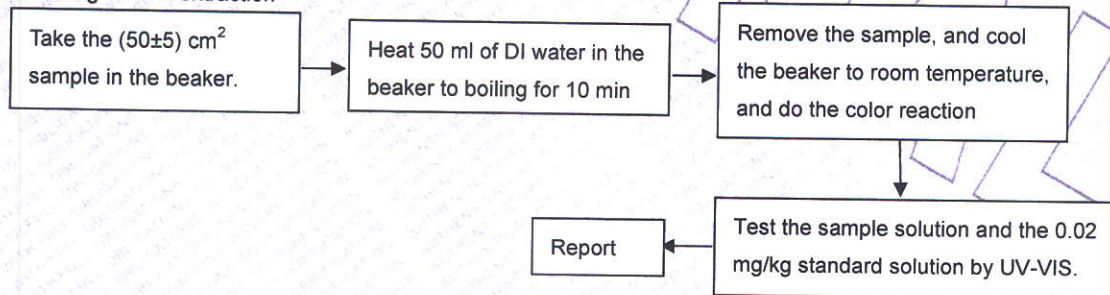 Take the (50±5) cm²
sample in the beaker.
Heat 50 ml of DI water in the
beaker to boiling for 10 min
Remove the sample, and cool
the beaker to room temperature,
and do the color reaction
Test the sample solution and the 0.02
mg/kg standard solution by UV-VIS.
Report